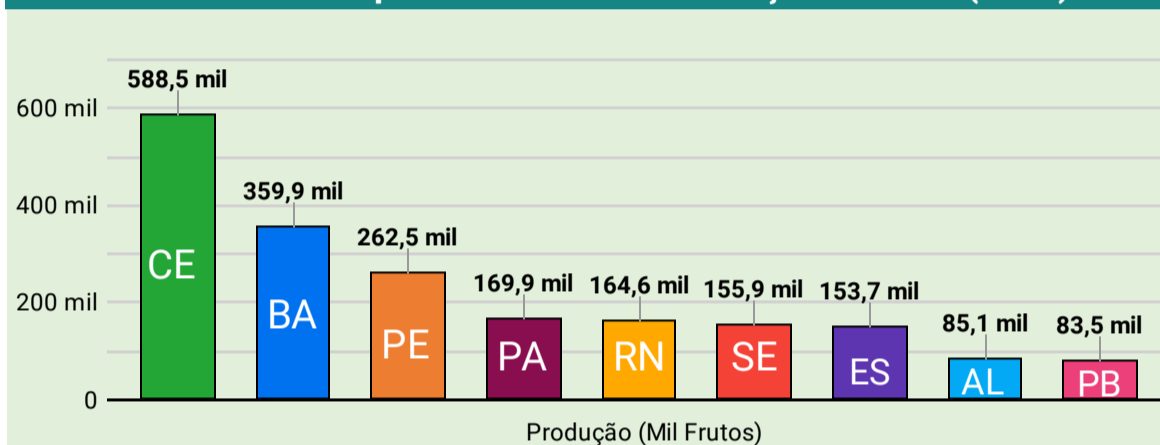 588,5 mil
600 mil
359,9 mil
400 mil
262,5 mil
CE
169,9 mil 164,6 mil 155,9 mil 153,7 mil
200 mil
BA
85,1 mil 83,5 mil
PE
PA RN SE
ES
AL PB
0
Produção (Mil Frutos)